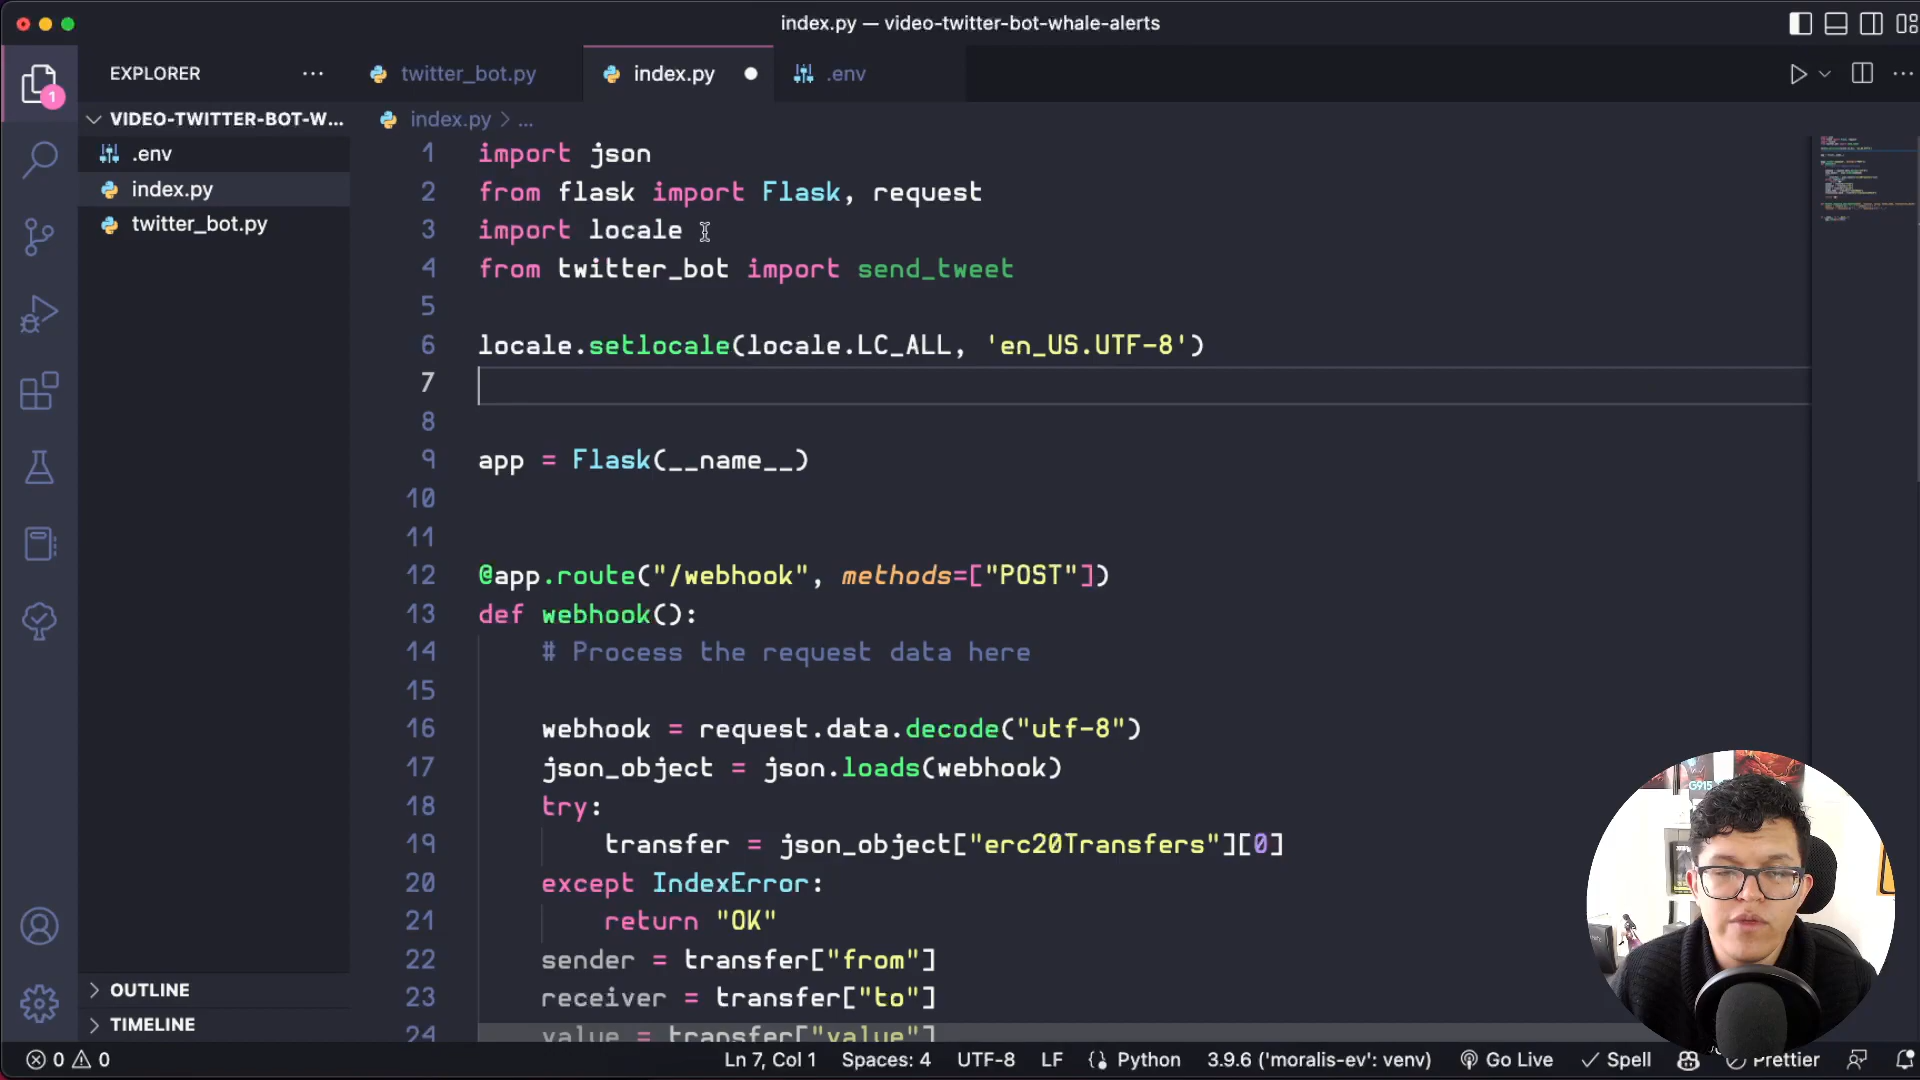 index.py — video-twitter-bot-whale-alerts
EXPLORER
twitter_bot.py
index.py
.env
1
VIDEO-TWITTER-BOT-W...
index.py > ...
.env
index.py
twitter_bot.py
1 import json
2 from flask import Flask, request
3 import locale
4 from twitter_bot import send_tweet
5
6 locale.setlocale(locale.LC_ALL, 'en_US.UTF-8')
7
8
9 app = Flask(__name__)
10
11
12 @app.route("/webhook", methods=["POST"])
13 def webhook():
14 # Process the request data here
15
16 webhook = request.data.decode("utf-8")
17 json_object = json.loads(webhook)
18 try:
19 transfer = json_object["erc20Transfers"][0]
20 except IndexError:
21 return "OK"
22 sender = transfer["from"]
23 receiver = transfer["to"]
24 value = transfer["value"]
OUTLINE
TIMELINE
G915
0 0
Ln 7, Col 1
Spaces: 4
UTF-8
LF
Python
3.9.6 ('moralis-ev': venv)
Go Live
Spell
Prettier